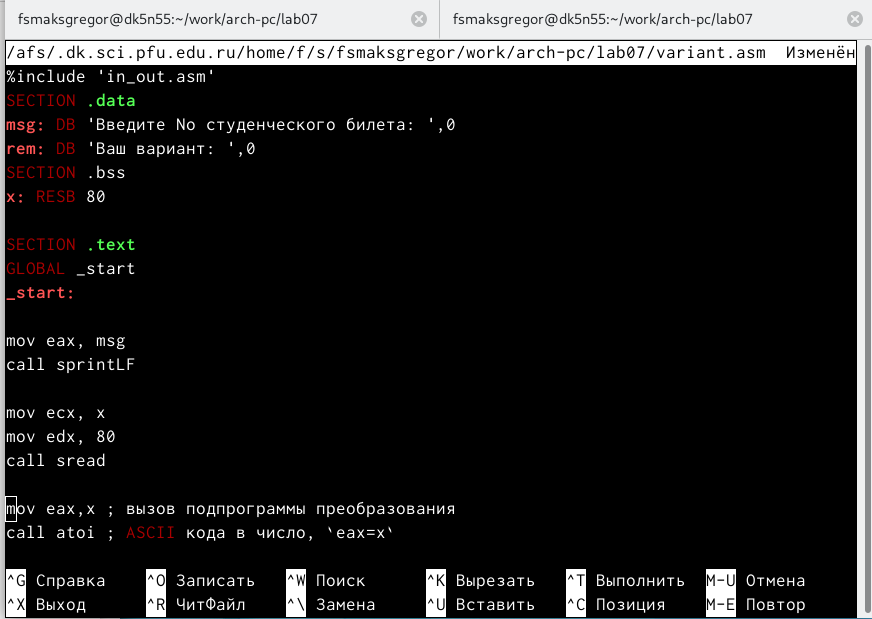 fsmaksgregor@dk5n55:~/work/arch-pc/lab07
fsmaksgregor@dk5n55:~/work/arch-pc/lab07
/afs/.dk.sci.pfu.edu.ru/home/f/s/fsmaksgregor/work/arch-pc/lab07/variant.asm Изменён
%include 'in_out.asm'
SECTION .data
msg: DB 'Введите No студенческого билета: ',0
rem: DB 'Ваш вариант: ',0
SECTION .bss
x: RESB 80
SECTION .text
GLOBAL _start
_start:
mov eax, msg
call sprintLF
mov ecx, x
mov edx, 80
call sread
mov eax,x ; вызов подпрограммы преобразования
call atoi ; ASCII кода в число, `eax=x`
^G Справка ^O Записать ^W Поиск ^K Вырезать ^T Выполнить M-U Отмена
^X Выход ^R ЧитФайл ^\ Замена ^U Вставить ^C Позиция M-E Повтор